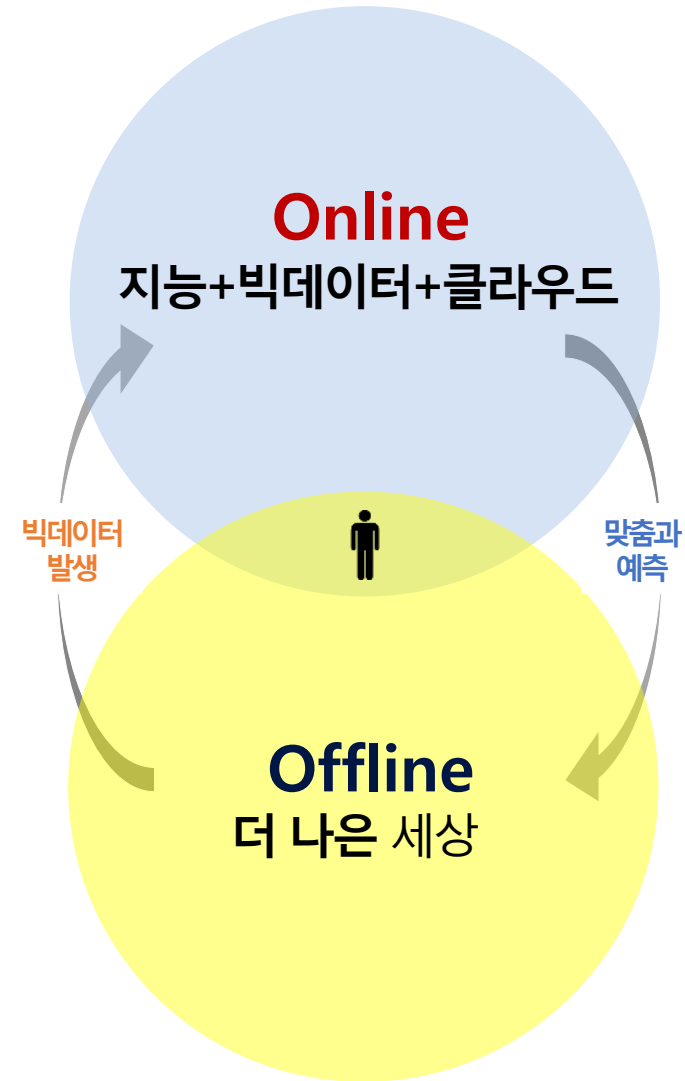 Online
지능+빅데이터+클라우드
빅데이터
발생
맞춤과
예측
Offline
더 나은 세상